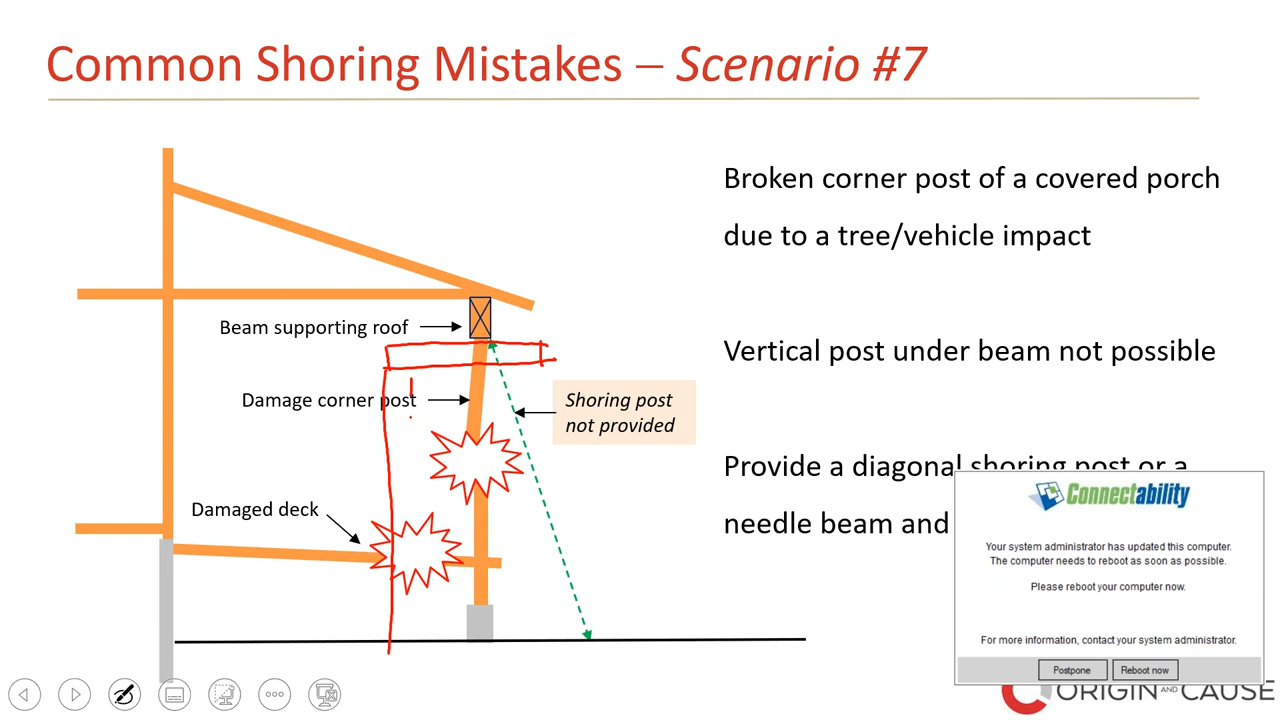 Common Shoring Mistakes – Scenario #7
Broken corner post of a covered porch
due to a tree/vehicle impact
Beam supporting roof
Vertical post under beam not possible
Damage corner post
Shoring post
not provided
Provide a diagonal shoring post or a
needle beam and
Damaged deck
Connectability
Your system administrator has updated this computer.
The computer needs to reboot as soon as possible.
Please reboot your computer now.
For more information, contact your system administrator.
Postpone
Reboot now
ORIGIN AND CAUSE